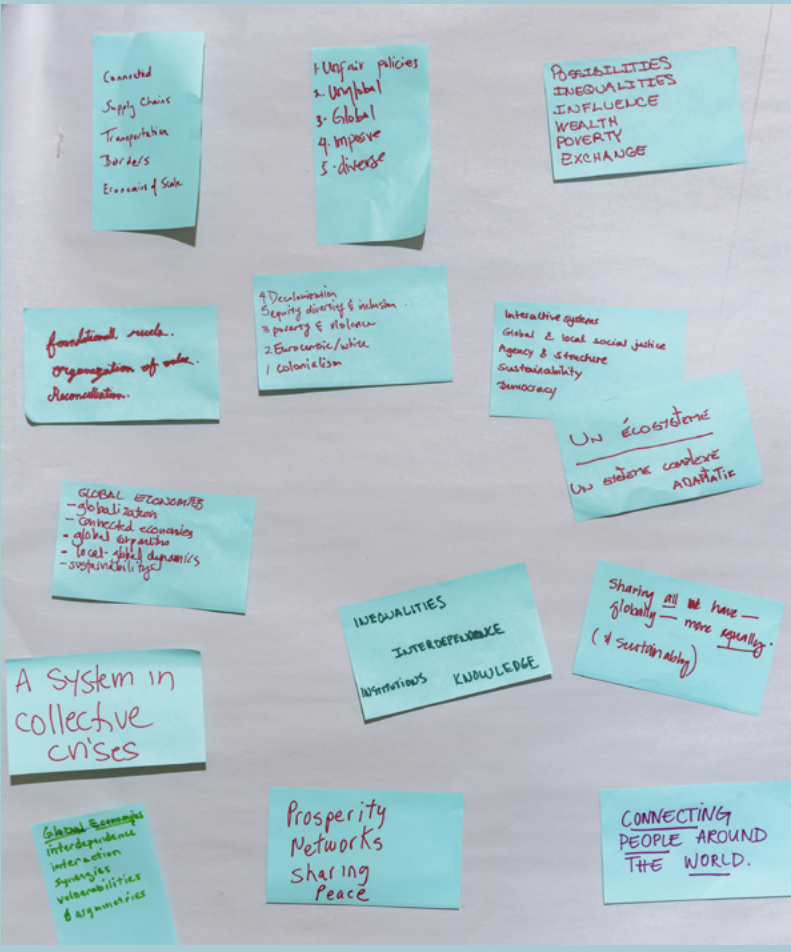 Connected
Supply Chains
Transportation
Borders
Economies of Scale
1. Unfair policies
2. Unglobal
3. Global
4. Imposive
5. diverse
POSSIBILITIES
INEQUALITIES
INFLUENCE
WEALTH
POVERTY
EXCHANGE
foundational needs.
organization of value.
Reconciliation.
4 Decolonization
5 equity diversity & inclusion.
3 poverty & violence
2 Eurocentric/white
1 colonialism
Interactive systems
Global & local social justice
Agency & structure
Sustainability
Democracy
UN ÉCOSYSTÈME
UN SYSTÈME COMPLEXE
ADAPTATIF
GLOBAL ECONOMIES
- globalization
- connected economies
- global
- local-global dynamics
- sustainability
INEQUALITIES
INTERDEPENDENCE
INSTITUTIONS KNOWLEDGE
Sharing all we have —
globally — more equally.
(& sustainably)
A system in
collective
crises
Global Economies
interdependence
interaction
synergies
vulnerabilities
& asymmetries
Prosperity
Networks
Sharing
Peace
CONNECTING
PEOPLE AROUND
THE WORLD.